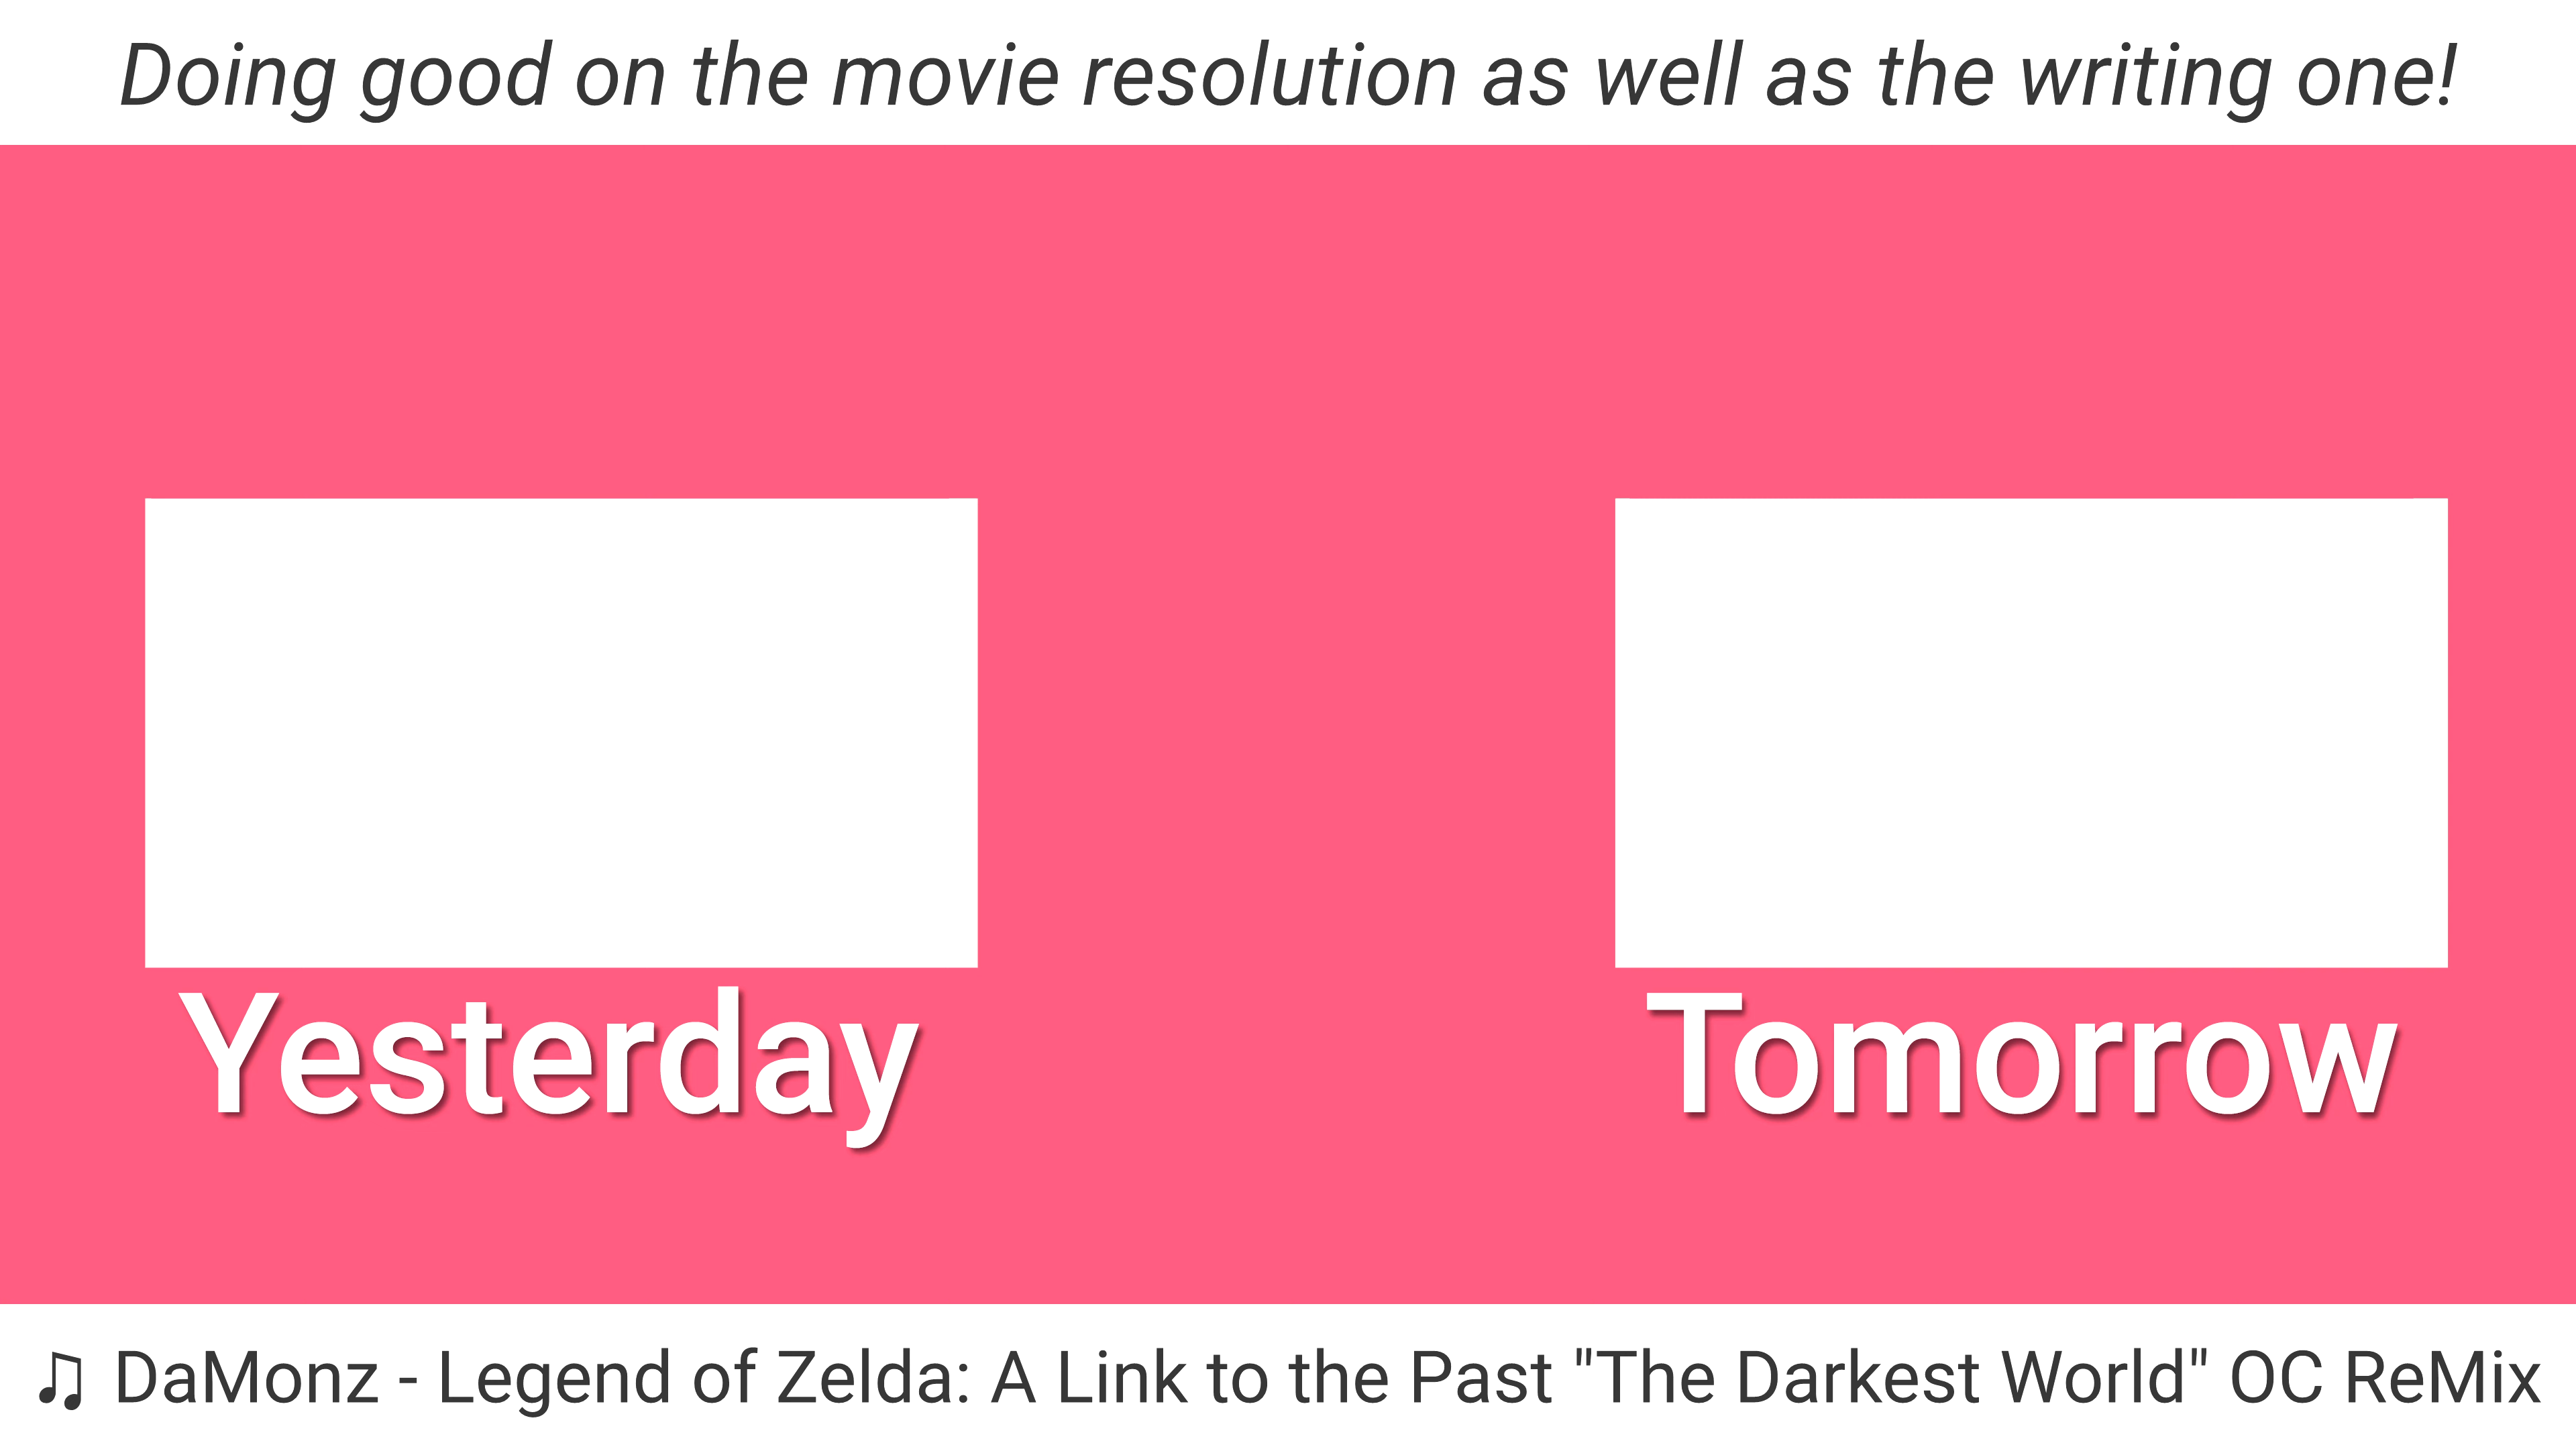 Doing good on the movie resolution as well as the writing one!
Yesterday
Tomorrow
♫ DaMonz - Legend of Zelda: A Link to the Past "The Darkest World" OC ReMix